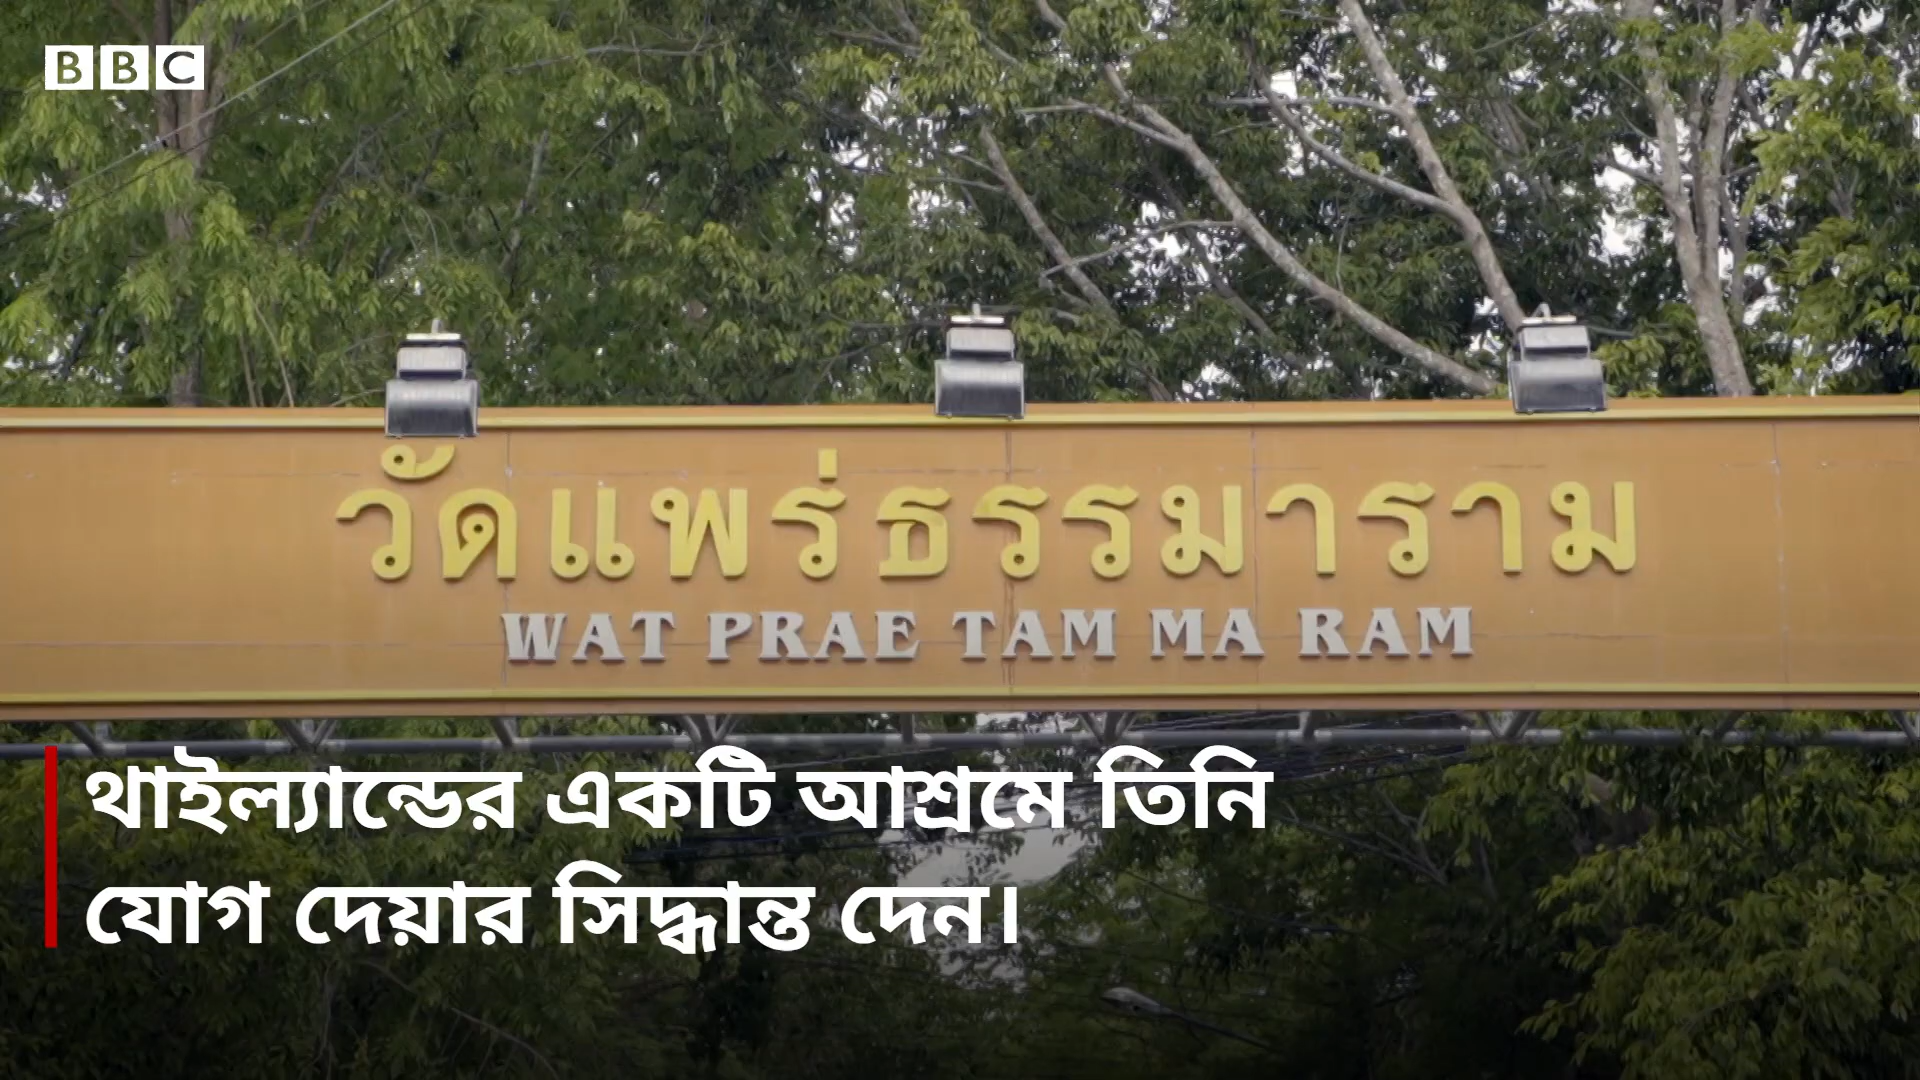 BBC
วัดแพร่ธรรมาราม
WAT PRAE TAM MA RAM
থাইল্যান্ডের একটি আশ্রমে তিনি
যোগ দেয়ার সিদ্ধান্ত দেন।